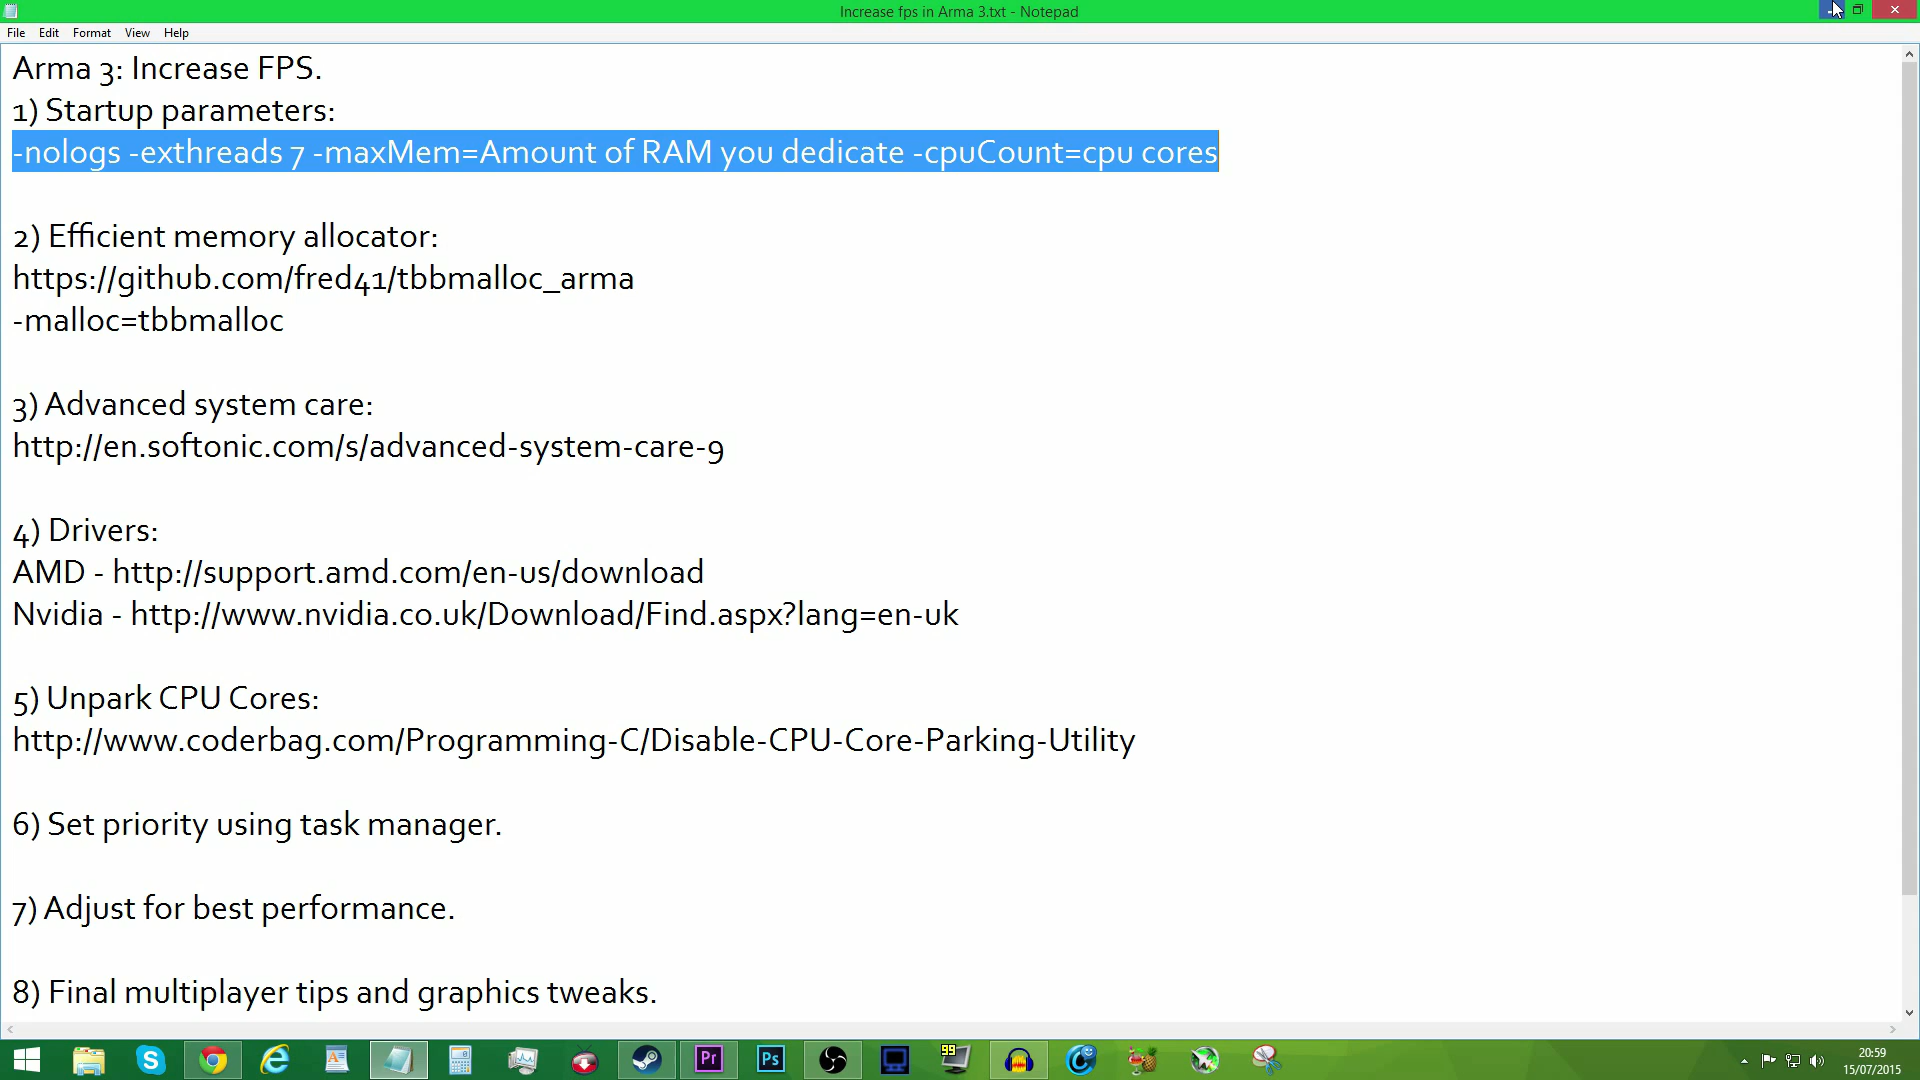 Increase fps in Arma 3.txt - Notepad
File Edit Format View Help
Arma 3: Increase FPS.
1) Startup parameters:
-nologs -exthreads 7 -maxMem=Amount of RAM you dedicate -cpuCount=cpu cores
2) Efficient memory allocator:
https://github.com/fred41/tbbmalloc_arma
-malloc=tbbmalloc
3) Advanced system care:
http://en.softonic.com/s/advanced-system-care-9
4) Drivers:
AMD - http://support.amd.com/en-us/download
Nvidia - http://www.nvidia.co.uk/Download/Find.aspx?lang=en-uk
5) Unpark CPU Cores:
http://www.coderbag.com/Programming-C/Disable-CPU-Core-Parking-Utility
6) Set priority using task manager.
7) Adjust for best performance.
8) Final multiplayer tips and graphics tweaks.
Pr
Ps
99
20:59
15/07/2015